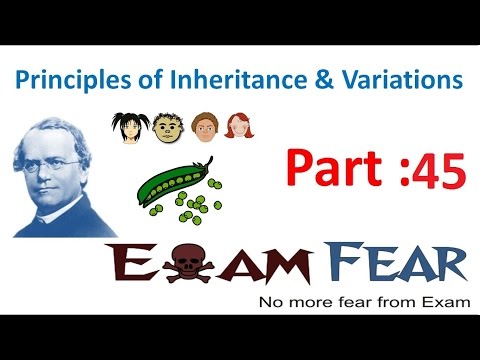 Principles of Inheritance & Variations
Part :45
EXAM FEAR
No more fear from Exam